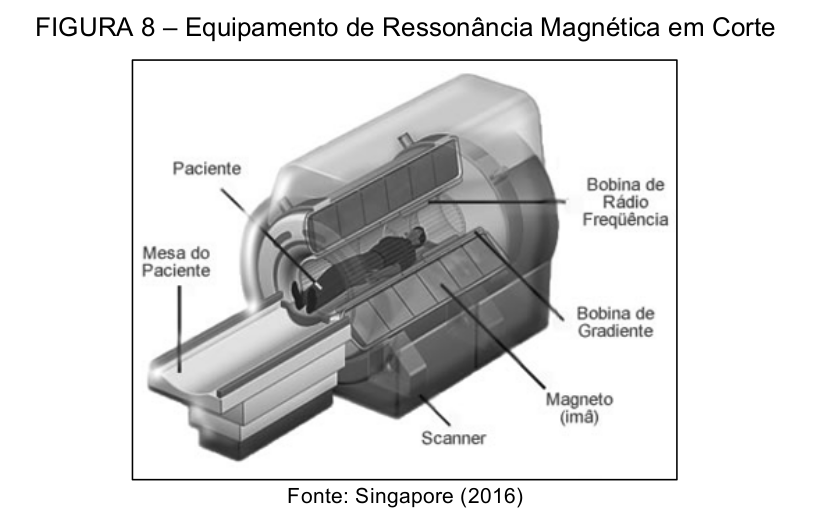 FIGURA 8 – Equipamento de Ressonância Magnética em Corte
Paciente
Bobina de
Rádio
Freqüência
Mesa do
Paciente
Bobina de
Gradiente
Magneto
(imã)
Scanner
Fonte: Singapore (2016)